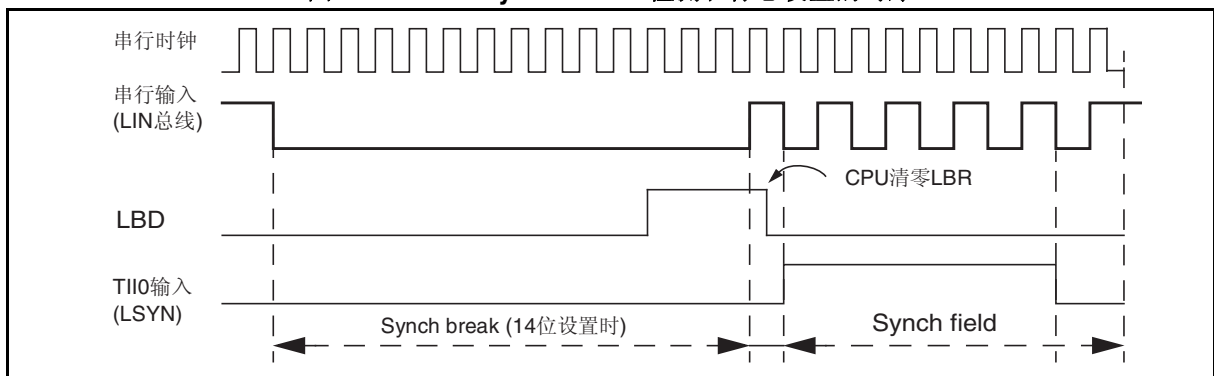 串行时钟
串行输入
(LIN总线)
CPU清零LBR
LBD
TII0输入
(LSYN)
Synch break (14位设置时)
Synch field